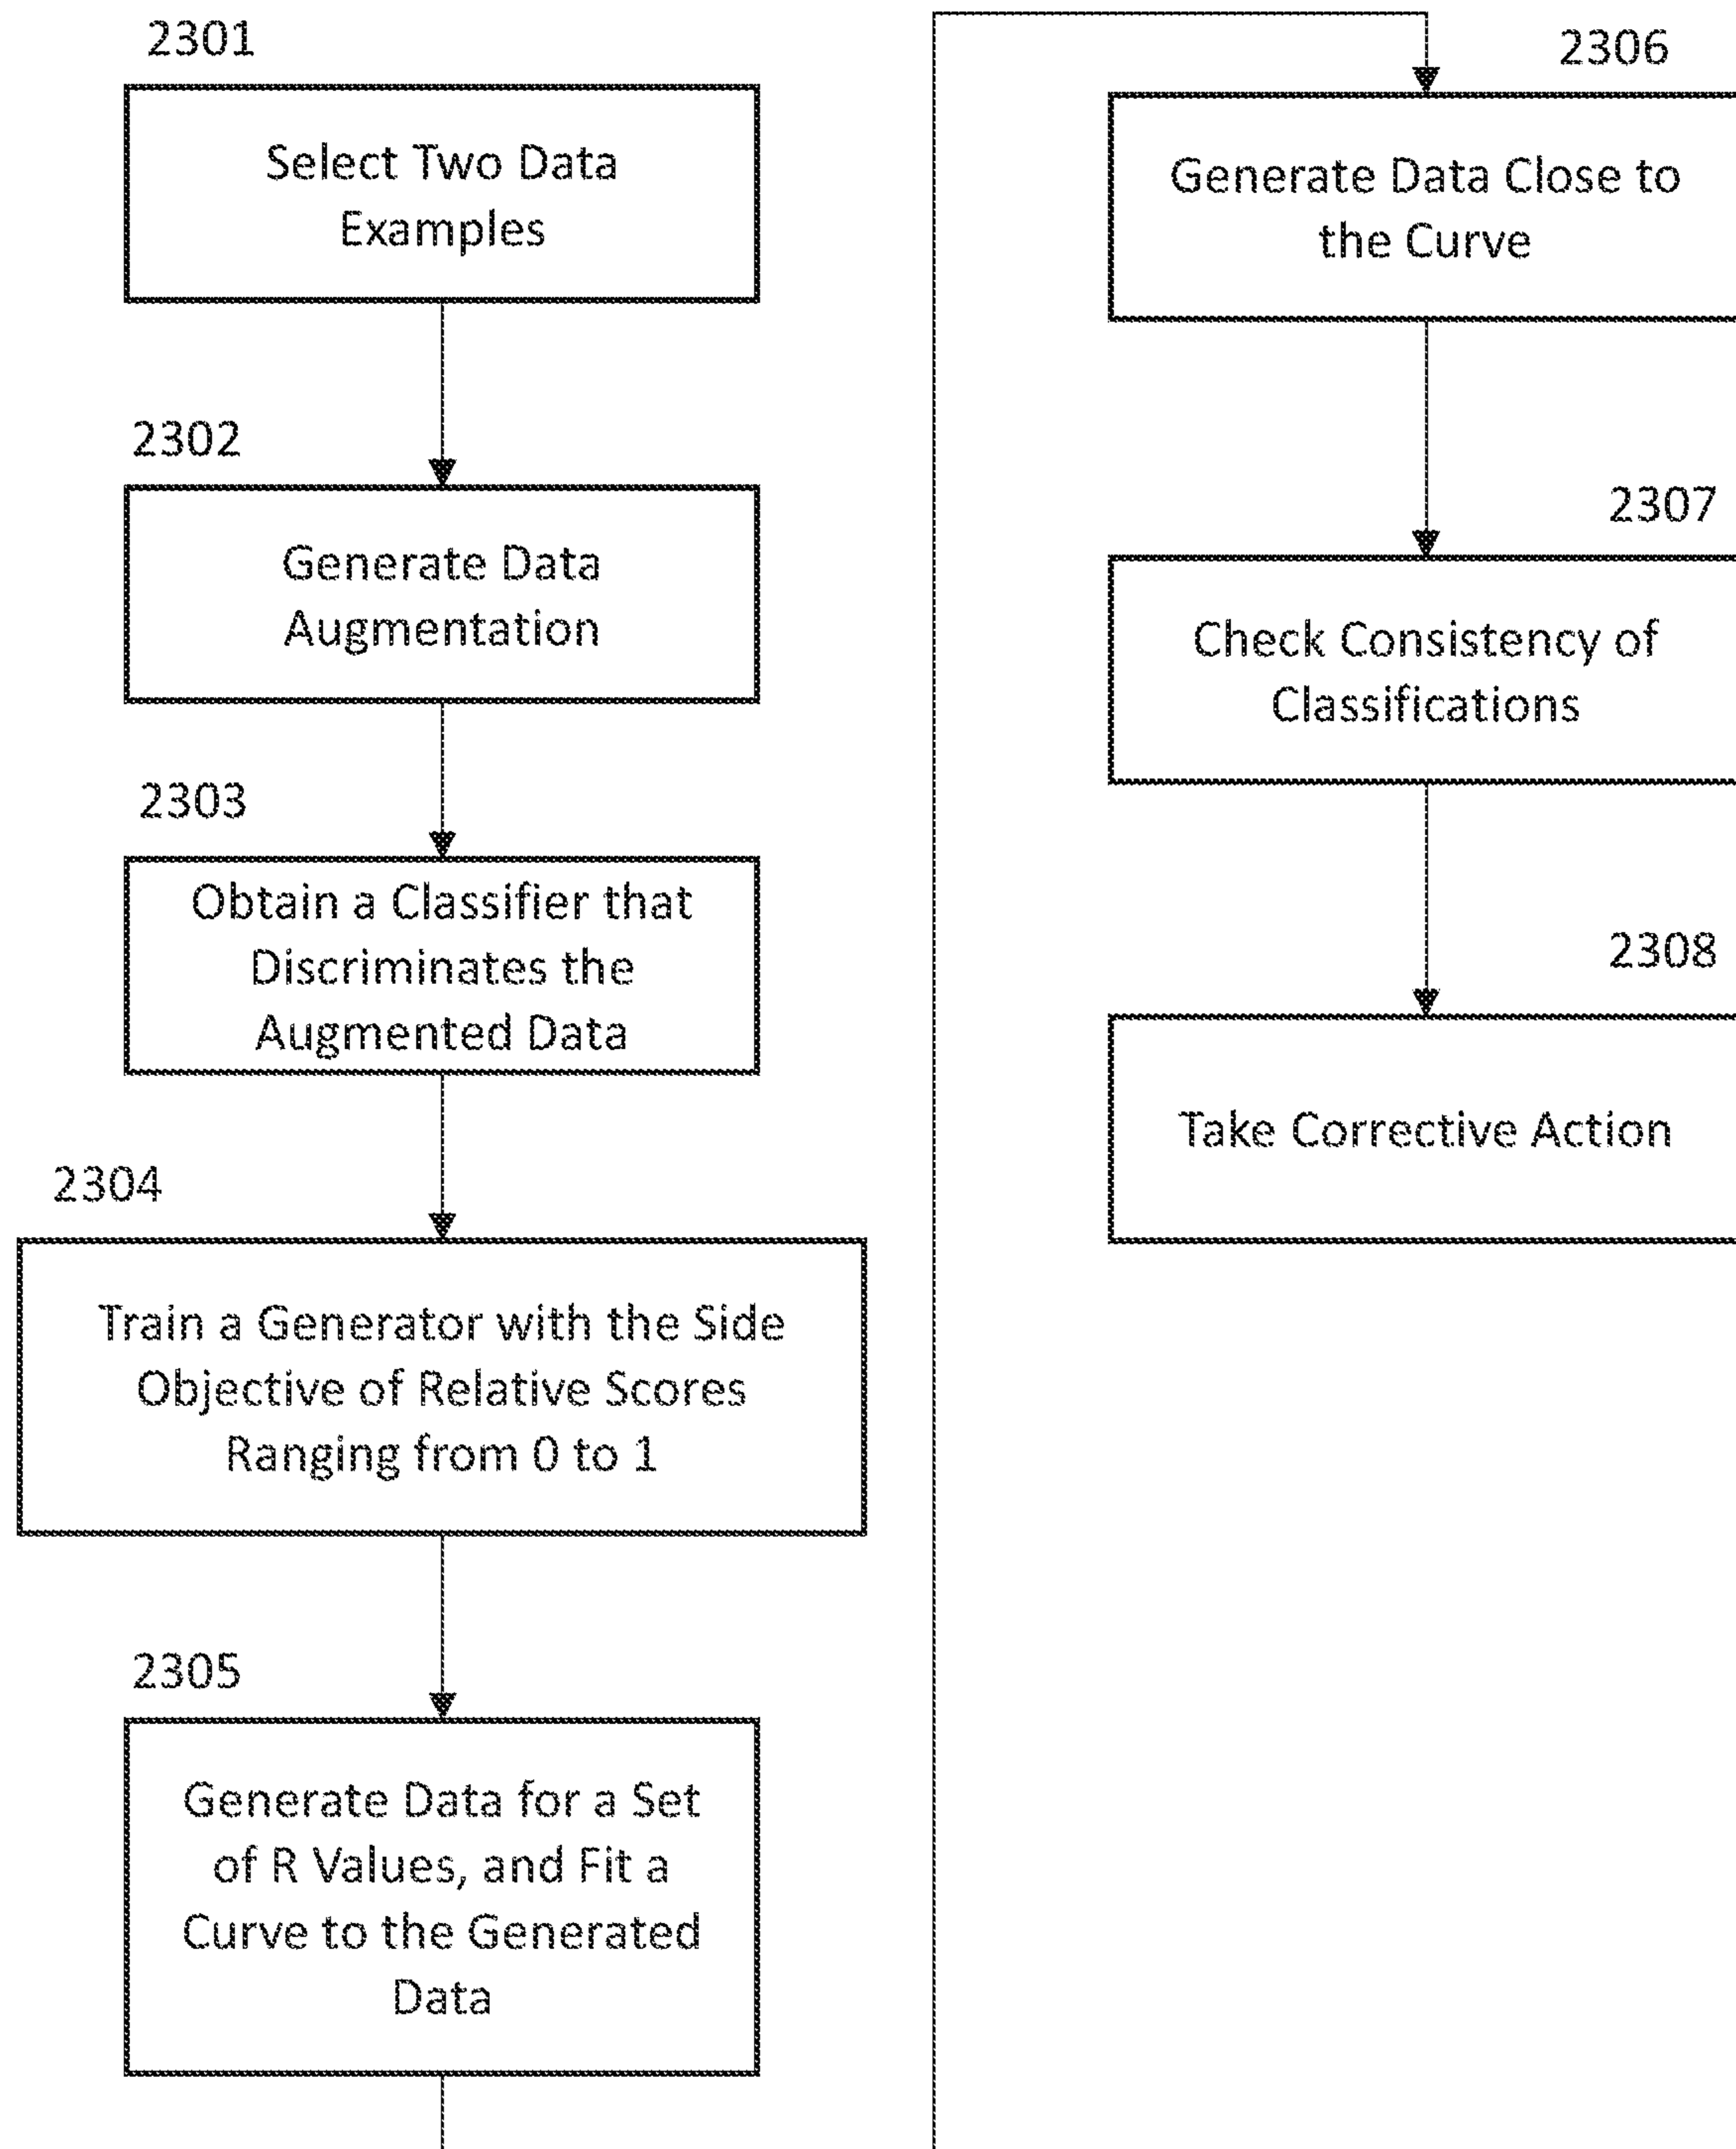 2301
Select Two Data
Examples
2302
Generate Data
Augmentation
2303
Obtain a Classifier that
Discriminates the
Augmented Data
2304
Train a Generator with the Side
Objective of Relative Scores
Ranging from 0 to 1
2305
Generate Data for a Set
of R Values, and Fit a
Curve to the Generated
Data
2306
Generate Data Close to
the Curve
2307
Check Consistency of
Classifications
2308
Take Corrective Action